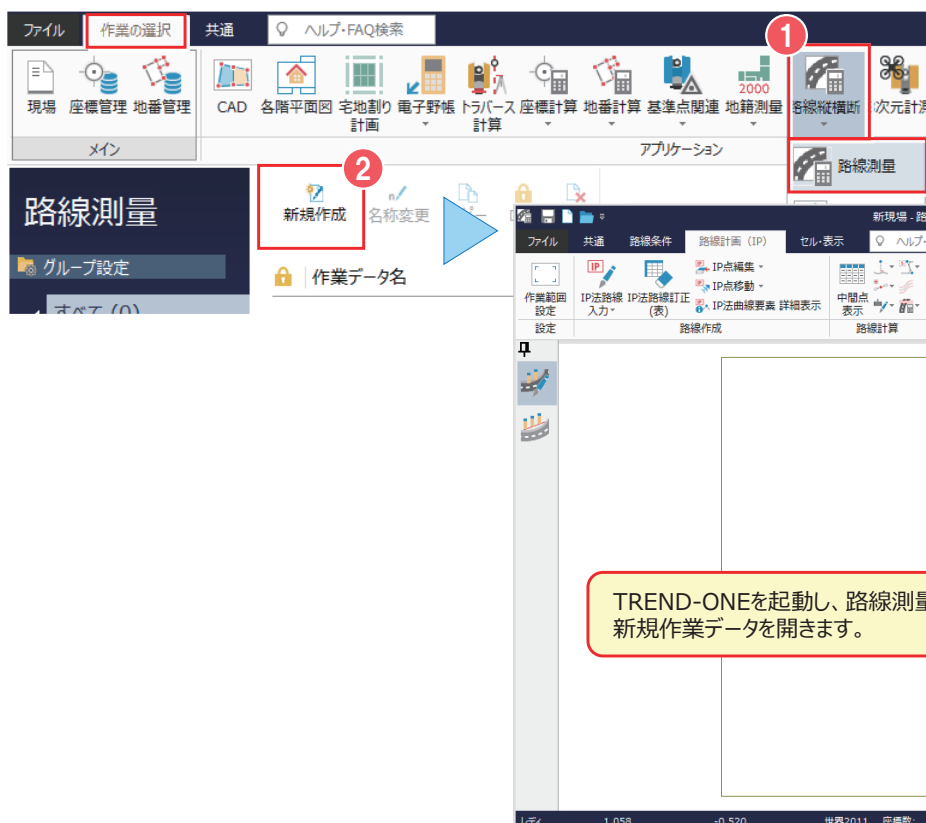 ファイル 作業の選択 共通 ヘルプ・FAQ検索
1
現場 座標管理 地番管理 CAD 各階平面図 宅地割り計画 電子野帳 トラバース計算 座標計算 地番計算 基準点関連 地籍測量 路線縦横断
2000
メイン アプリケーション
路線測量
2
路線測量
新規作成 名称変更
グループ設定
作業データ名
すべて (0)
新現場 - 路
ファイル 共通 路線条件 路線計画（IP） セル・表示 ヘルプ・
作業範囲設定 IP法路線入力 IP法路線訂正(表) IP点編集
IP
IP点移動
IP法曲線要素 詳細表示
中間点表示
設定 路線作成 路線計算
TREND-ONEを起動し、路線測量
新規作業データを開きます。
レディ 1.058 -0.520 世界2011 座標数: